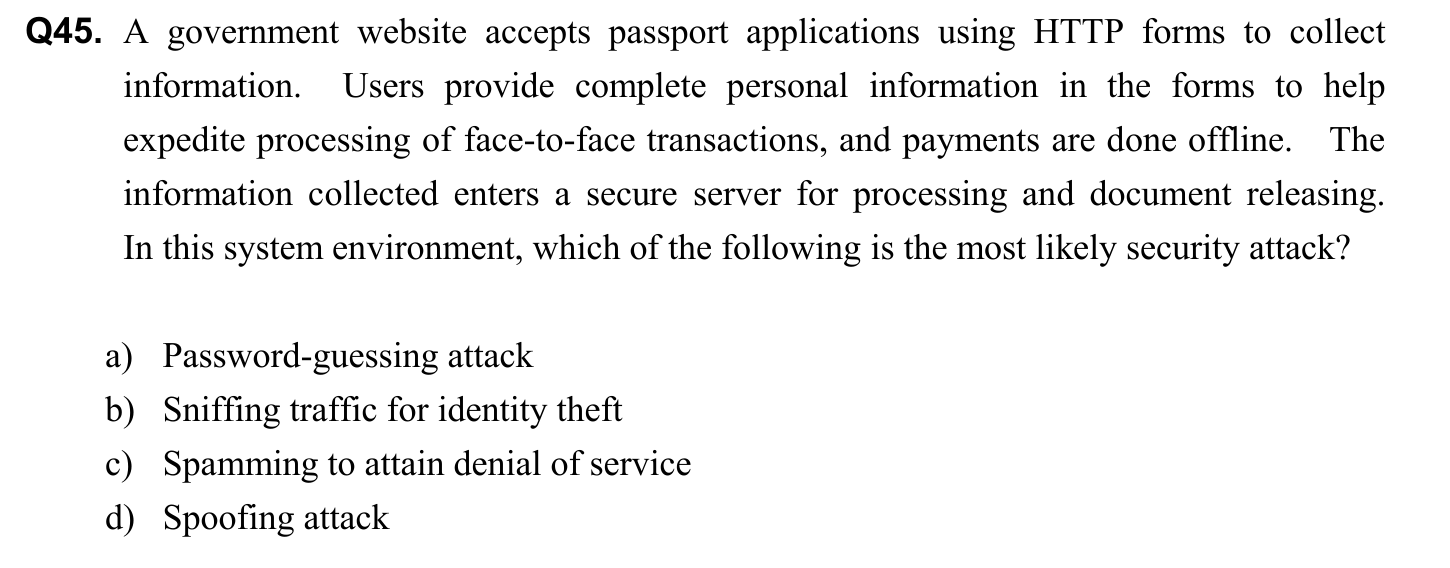 Q45. A government website accepts passport applications using HTTP forms to collect
information. Users provide complete personal information in the forms to help
expedite processing of face-to-face transactions, and payments are done offline. The
information collected enters a secure server for processing and document releasing.
In this system environment, which of the following is the most likely security attack?
a) Password-guessing attack
b) Sniffing traffic for identity theft
c) Spamming to attain denial of service
d) Spoofing attack